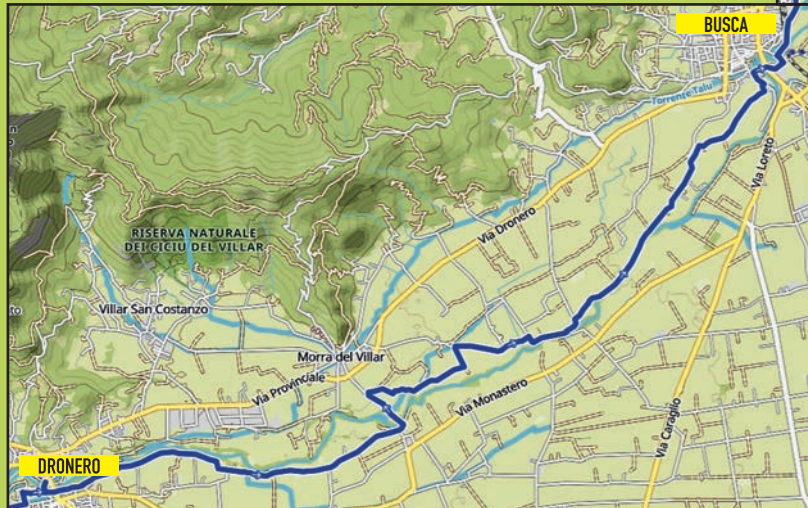 BUSCA
Torrente Talu
Via Loreto
Via Dronero
RISERVA NATURALE
DEI CICIU DEL VILLAR
Villar San Costanzo
Morra del Villar
Via Provinciale
Via Monastero
Via Caraglio
DRONERO